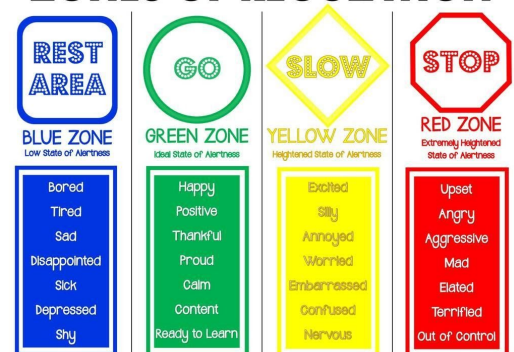 ZONES OF REGULATION
REST
AREA
BLUE ZONE
Low State of Alertness
Bored
Tired
Sad
Disappointed
Sick
Depressed
Shy
GO
GREEN ZONE
Ideal State of Alertness
Happy
Positive
Thankful
Proud
Calm
Content
Ready to Learn
SLOW
YELLOW ZONE
Heightened State of Alertness
Excited
Silly
Annoyed
Worried
Embarrassed
Confused
Nervous
STOP
RED ZONE
Extremely Heightened
State of Alertness
Upset
Angry
Aggressive
Mad
Elated
Terrified
Out of Control